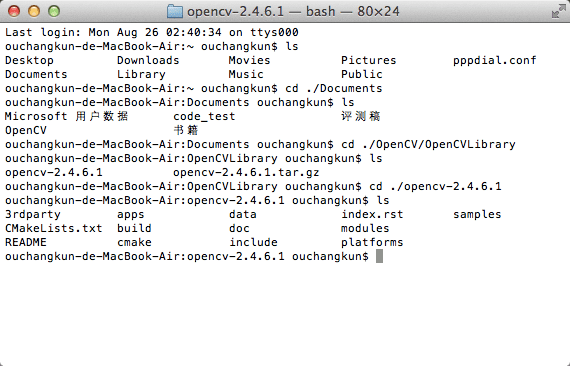 opencv-2.4.6.1 — bash — 80×24
Last login: Mon Aug 26 02:40:34 on ttys000
ouchangkun-de-MacBook-Air:~ ouchangkun$ ls
Desktop Downloads Movies Pictures pppdial.conf
Documents Library Music Public
ouchangkun-de-MacBook-Air:~ ouchangkun$ cd ./Documents
ouchangkun-de-MacBook-Air:Documents ouchangkun$ ls
Microsoft 用户数据 code_test 评测稿
OpenCV 书籍
ouchangkun-de-MacBook-Air:Documents ouchangkun$ cd ./OpenCV/OpenCVLibrary
ouchangkun-de-MacBook-Air:OpenCVLibrary ouchangkun$ ls
opencv-2.4.6.1 opencv-2.4.6.1.tar.gz
ouchangkun-de-MacBook-Air:OpenCVLibrary ouchangkun$ cd ./opencv-2.4.6.1
ouchangkun-de-MacBook-Air:opencv-2.4.6.1 ouchangkun$ ls
3rdparty apps data index.rst samples
CMakeLists.txt build doc modules
README cmake include platforms
ouchangkun-de-MacBook-Air:opencv-2.4.6.1 ouchangkun$